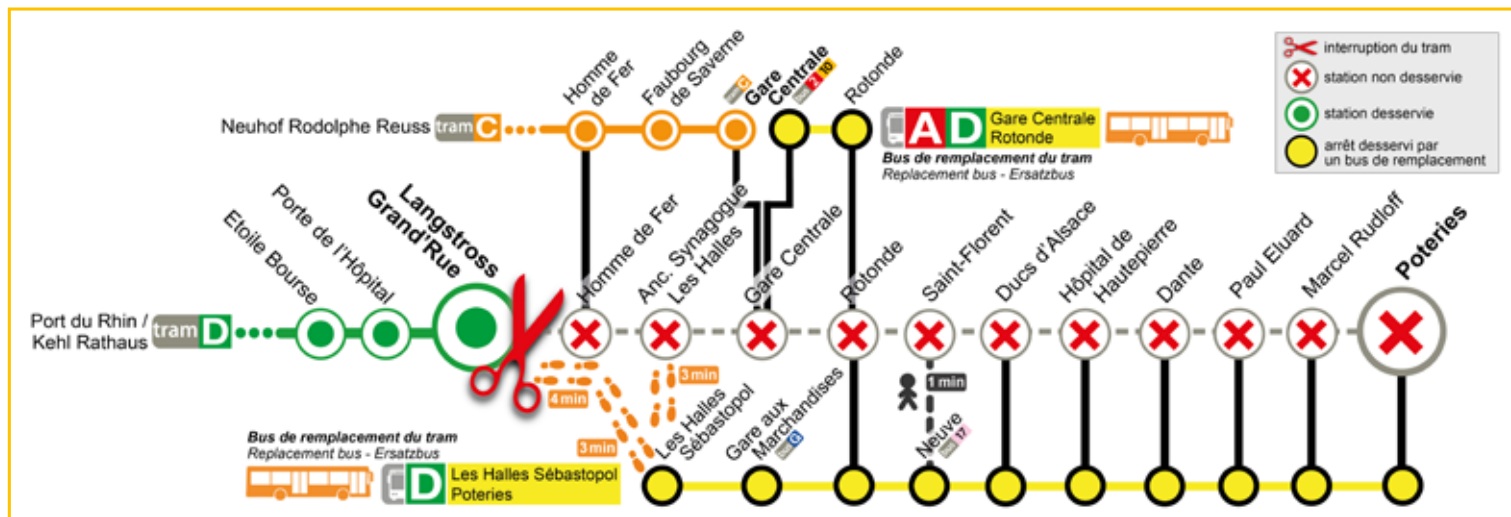 interruption du tram
station non desservie
station desservie
arrêt desservi par
un bus de remplacement
Neuhof Rodolphe Reuss tram C
Homme
de Fer
Faubourg
de Saverne
tram C
Gare
Centrale
bus 2 10
Rotonde
A D Gare Centrale
Rotonde
Bus de remplacement du tram
Replacement bus - Ersatzbus
Port du Rhin /
Kehl Rathaus
tram D
Etoile Bourse
Porte de l'Hôpital
Langstross
Grand'Rue
Homme de Fer
Anc. Synagogue
Les Halles
Gare Centrale
Rotonde
Saint-Florent
Ducs d'Alsace
Hôpital de
Hautepierre
Dante
Paul Eluard
Marcel Rudloff
Poteries
4 min
3 min
3 min
1 min
Bus de remplacement du tram
Replacement bus - Ersatzbus
D Les Halles Sébastopol
Poteries
Les Halles
Sébastopol
Gare aux
Marchandises
bus G
Neuve
bus 17